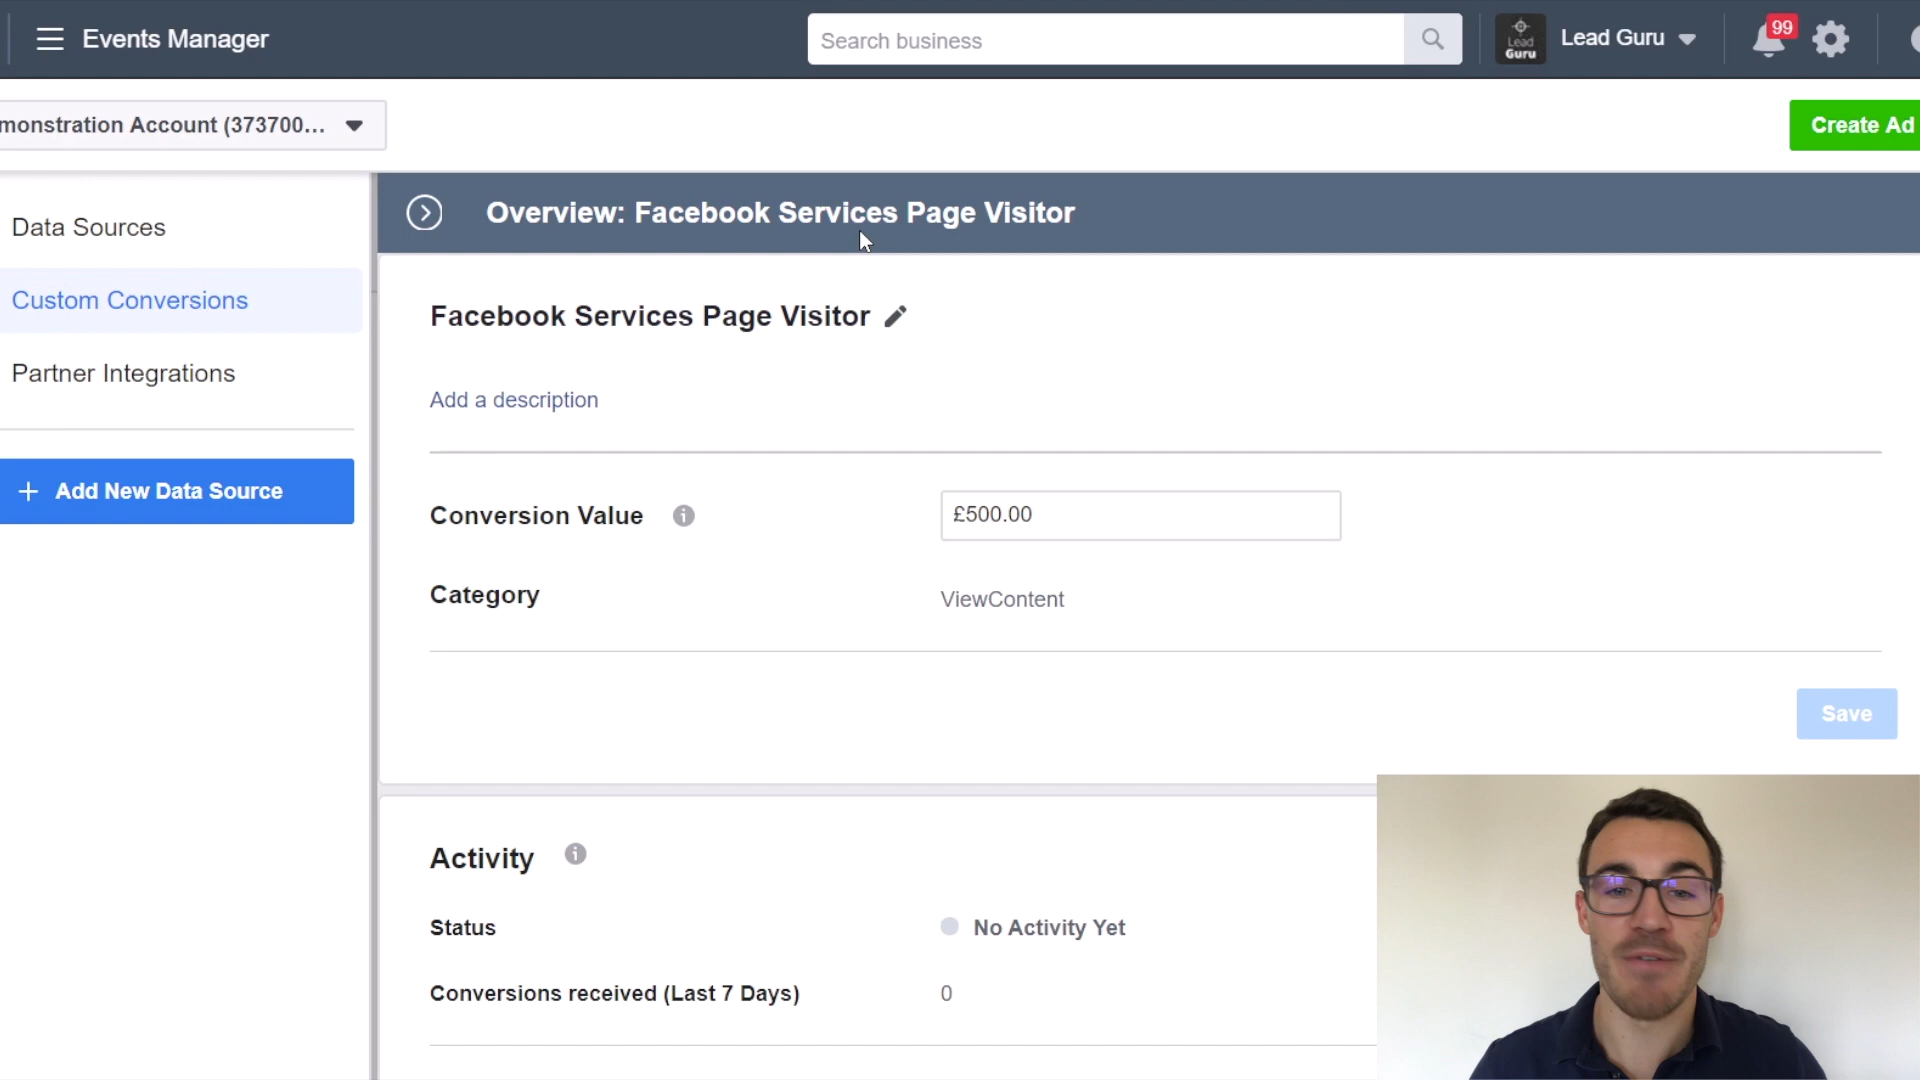 Events Manager
Search business
Lead
Guru
Lead Guru
99
monstration Account (373700...
Create Ad
Data Sources
Custom Conversions
Partner Integrations
+ Add New Data Source
Overview: Facebook Services Page Visitor
Facebook Services Page Visitor
Add a description
Conversion Value
£500.00
Category
ViewContent
Save
Activity
Status
No Activity Yet
Conversions received (Last 7 Days)
0